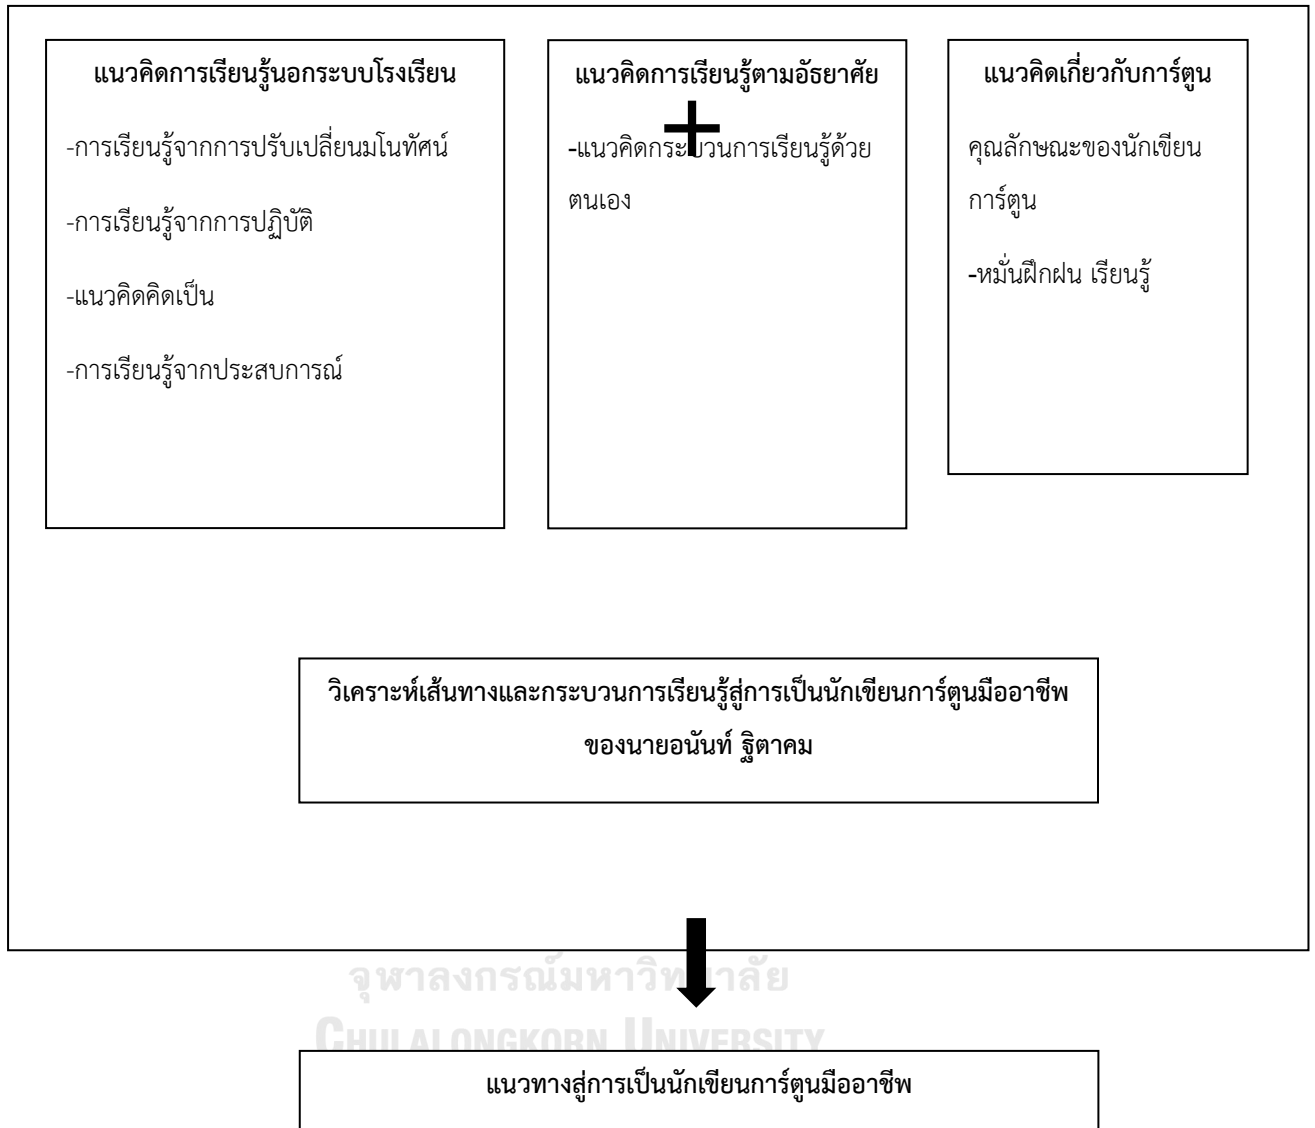 แนวคิดการเรียนรู้นอกระบบโรงเรียน
-การเรียนรู้จากการปรับเปลี่ยนมโนทัศน์
-การเรียนรู้จากการปฏิบัติ
-แนวคิดคิดเป็น
-การเรียนรู้จากประสบการณ์
แนวคิดการเรียนรู้ตามอัธยาศัย
-แนวคิดกระบวนการเรียนรู้ด้วย
ตนเอง
แนวคิดเกี่ยวกับการ์ตูน
คุณลักษณะของนักเขียน
การ์ตูน
-หมั่นฝึกฝน เรียนรู้
วิเคราะห์เส้นทางและกระบวนการเรียนรู้สู่การเป็นนักเขียนการ์ตูนมืออาชีพ
ของนายอนันท์ ฐิตาคม
จุฬาลงกรณ์มหาวิทยาลัย
CHULALONGKORN UNIVERSITY
แนวทางสู่การเป็นนักเขียนการ์ตูนมืออาชีพ